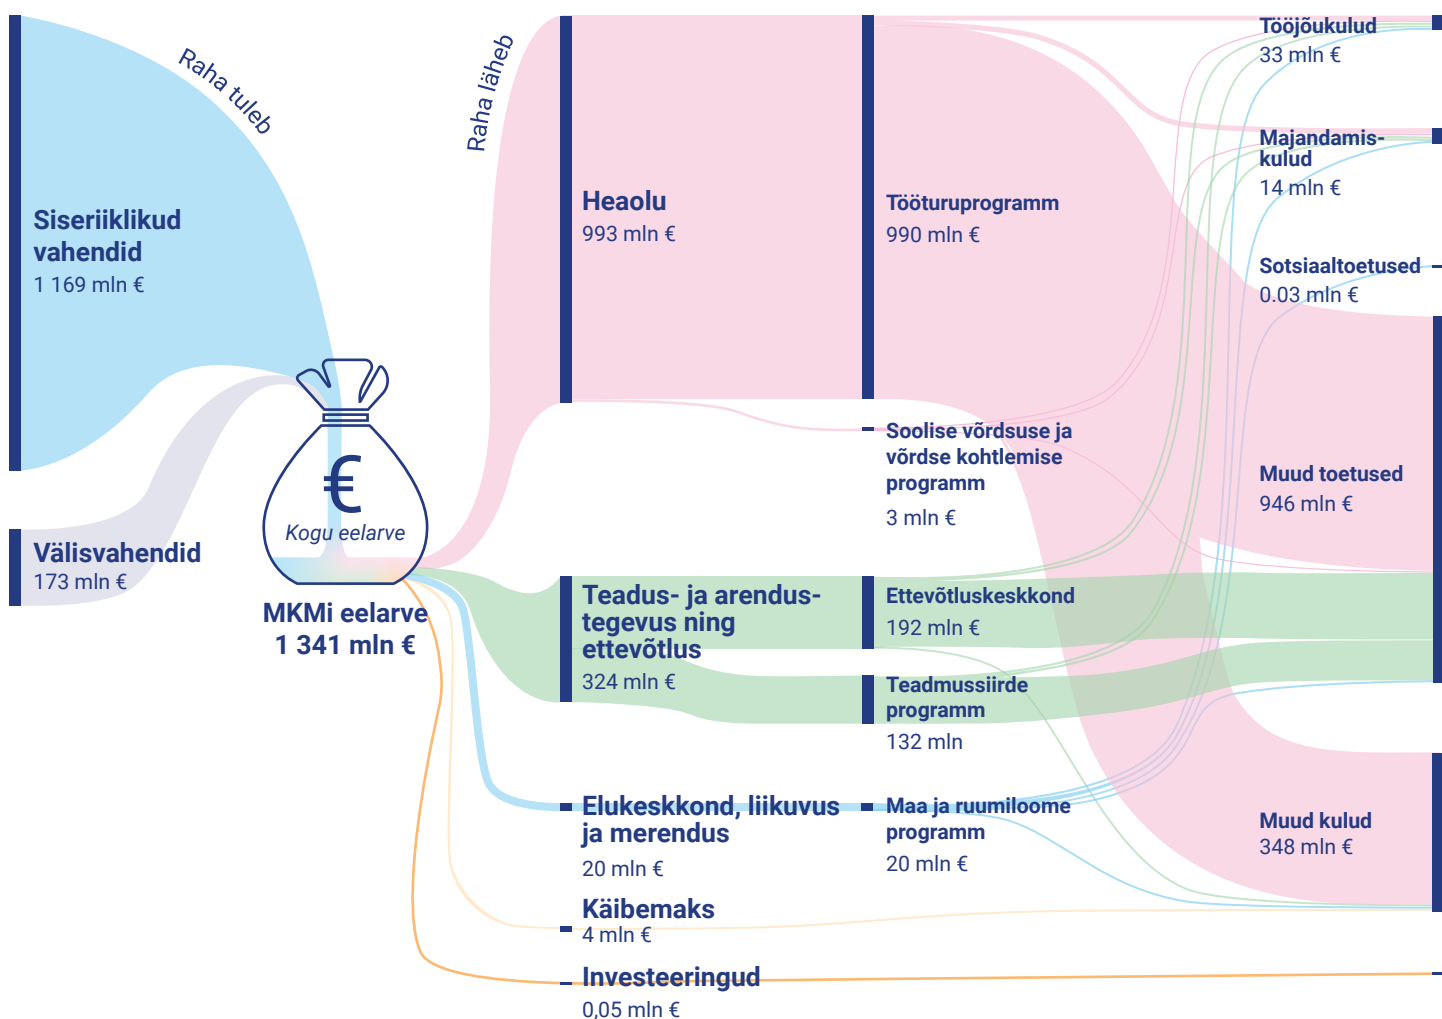 Raha tuleb
Siseriiklikud
vahendid
1 169 mln €
Välisvahendid
173 mln €
€
Kogu eelarve
MKMi eelarve
1 341 mln €
Raha läheb
Heaolu
993 mln €
Teadus- ja arendus-
tegevus ning
ettevõtlus
324 mln €
Elukeskkond, liikuvus
ja merendus
20 mln €
Käibemaks
4 mln €
Investeeringud
0,05 mln €
Tööturuprogramm
990 mln €
Soolise võrdsuse ja
võrdse kohtlemise
programm
3 mln €
Ettevõtluskeskkond
192 mln €
Teadmussiirde
programm
132 mln
Maa ja ruumiloome
programm
20 mln €
Tööjõukulud
33 mln €
Majandamis-
kulud
14 mln €
Sotsiaaltoetused
0.03 mln €
Muud toetused
946 mln €
Muud kulud
348 mln €